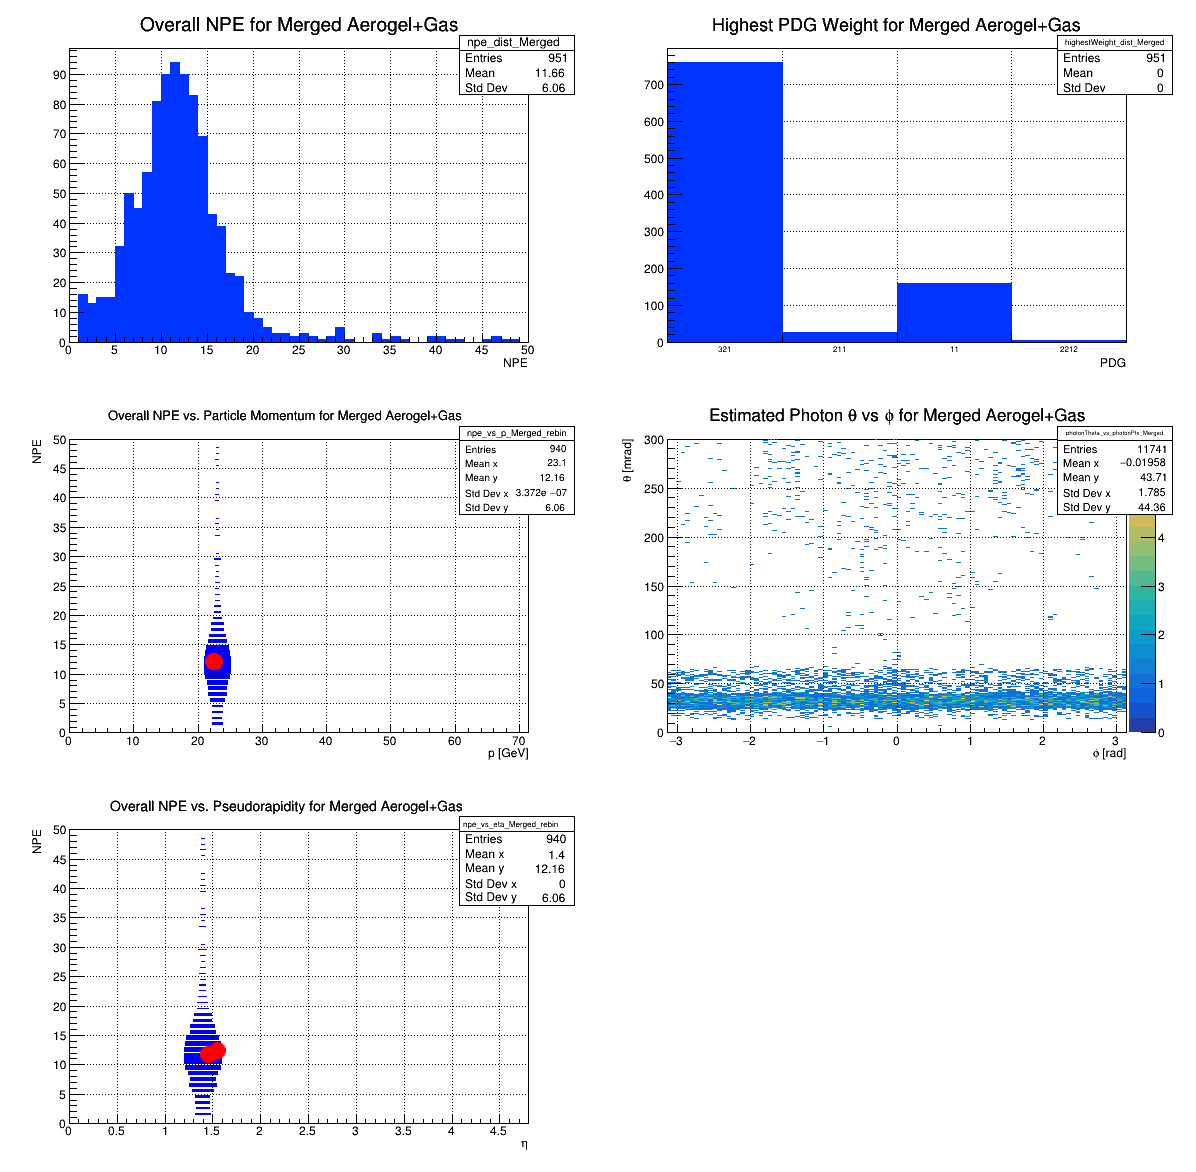 Overall NPE for Merged Aerogel+Gas
npe_dist_Merged
Entries 951
Mean 11.66
Std Dev 6.06
90
80
70
60
50
40
30
20
10
0
0 5 10 15 20 25 30 35 40 45 50
NPE
Highest PDG Weight for Merged Aerogel+Gas
highestWeight_dist_Merged
Entries 951
Mean 0
Std Dev 0
700
600
500
400
300
200
100
0
321 211 11 2212
PDG
Overall NPE vs. Particle Momentum for Merged Aerogel+Gas
npe_vs_p_Merged_rebin
Entries 940
Mean x 23.1
Mean y 12.16
Std Dev x 3.372e −07
Std Dev y 6.06
NPE
50
45
40
35
30
25
20
15
10
5
0
0 10 20 30 40 50 60 70
p [GeV]
Estimated Photon θ vs ϕ for Merged Aerogel+Gas
photonTheta_vs_photonPhi_Merged
Entries 11741
Mean x −0.01958
Mean y 43.71
Std Dev x 1.785
Std Dev y 44.36
θ [mrad]
300
250
200
150
100
50
0
−3 −2 −1 0 1 2 3
ϕ [rad]
4
3
2
1
0
Overall NPE vs. Pseudorapidity for Merged Aerogel+Gas
npe_vs_eta_Merged_rebin
Entries 940
Mean x 1.4
Mean y 12.16
Std Dev x 0
Std Dev y 6.06
NPE
50
45
40
35
30
25
20
15
10
5
0
0 0.5 1 1.5 2 2.5 3 3.5 4 4.5
η